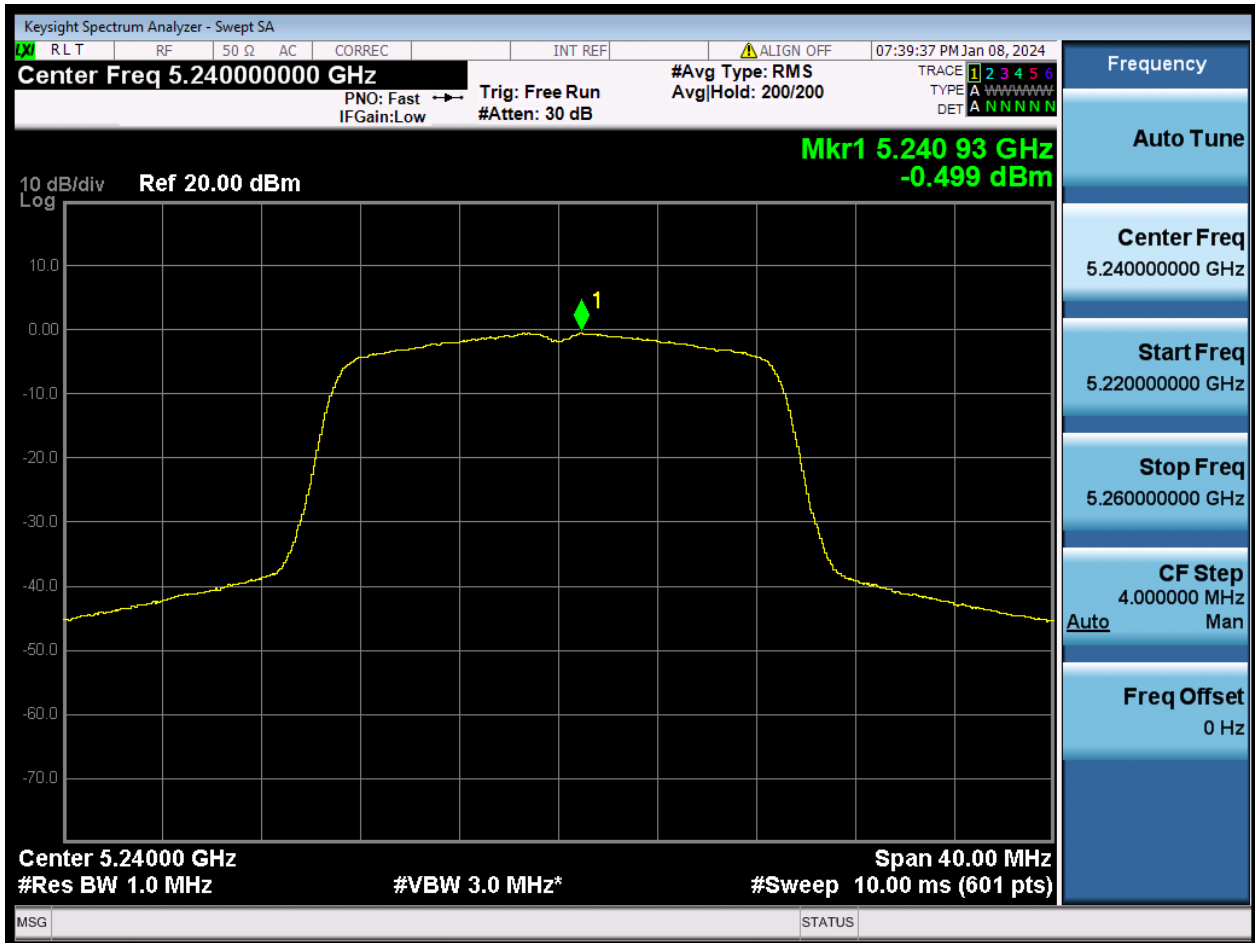 Keysight Spectrum Analyzer - Swept SA
LXI RLT RF 50 Ω AC CORREC INT REF ALIGN OFF 07:39:37 PM Jan 08, 2024
Center Freq 5.240000000 GHz
PNO: Fast
IFGain:Low
Trig: Free Run
#Atten: 30 dB
#Avg Type: RMS
Avg|Hold: 200/200
TRACE 1 2 3 4 5 6
TYPE A WWWWW
DET A N N N N N
Mkr1 5.240 93 GHz
-0.499 dBm
10 dB/div Ref 20.00 dBm
Log
10.0
0.00
-10.0
-20.0
-30.0
-40.0
-50.0
-60.0
-70.0
1
Center 5.24000 GHz Span 40.00 MHz
#Res BW 1.0 MHz #VBW 3.0 MHz* #Sweep 10.00 ms (601 pts)
MSG STATUS
Frequency
Auto Tune
Center Freq
5.240000000 GHz
Start Freq
5.220000000 GHz
Stop Freq
5.260000000 GHz
CF Step
4.000000 MHz
Auto Man
Freq Offset
0 Hz